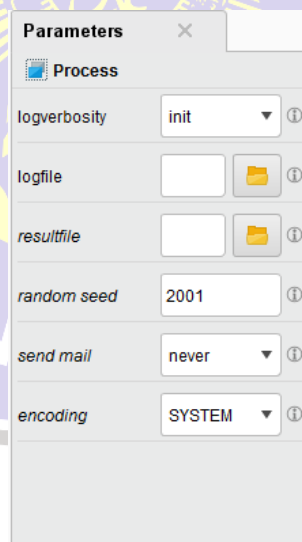 Parameters
Process
logverbosity init
logfile
resultfile
random seed 2001
send mail never
encoding SYSTEM